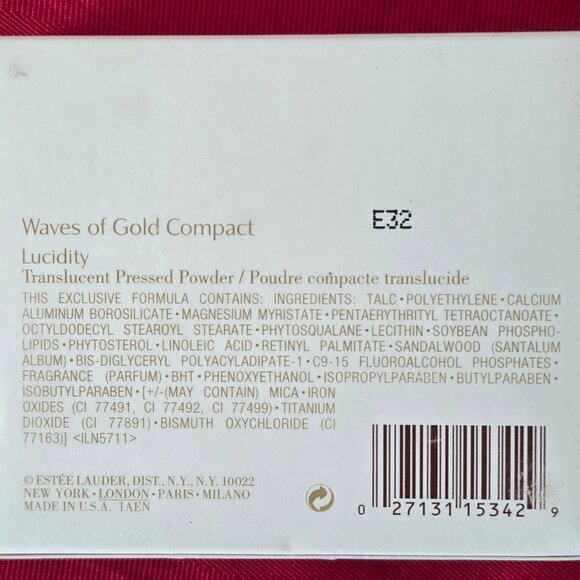 E32
Waves of Gold Compact
Lucidity
Translucent Pressed Powder / Poudre compacte translucide
THIS EXCLUSIVE FORMULA CONTAINS: INGREDIENTS: TALC•POLYETHYLENE•CALCIUM
ALUMINUM BOROSILICATE•MAGNESIUM MYRISTATE•PENTAERYTHRITYL TETRAOCTANOATE•
OCTYLDODECYL STEAROYL STEARATE•PHYTOSQUALANE•LECITHIN•SOYBEAN PHOSPHO-
LIPIDS•PHYTOSTEROL•LINOLEIC ACID•RETINYL PALMITATE•SANDALWOOD (SANTALUM
ALBUM)•BIS-DIGLYCERYL POLYACYLADIPATE-1•C9-15 FLUOROALCOHOL PHOSPHATES•
FRAGRANCE (PARFUM)•BHT•PHENOXYETHANOL•ISOPROPYLPARABEN•BUTYLPARABEN•
ISOBUTYLPARABEN•[+/-(MAY CONTAIN) MICA•IRON
OXIDES (CI 77491, CI 77492, CI 77499)•TITANIUM
DIOXIDE (CI 77891)•BISMUTH OXYCHLORIDE (CI
77163)] <ILN5711>
© ESTÉE LAUDER, DIST., N.Y., N.Y. 10022
NEW YORK•LONDON•PARIS•MILANO
MADE IN U.S.A. 1AEN
0 27131 15342 9